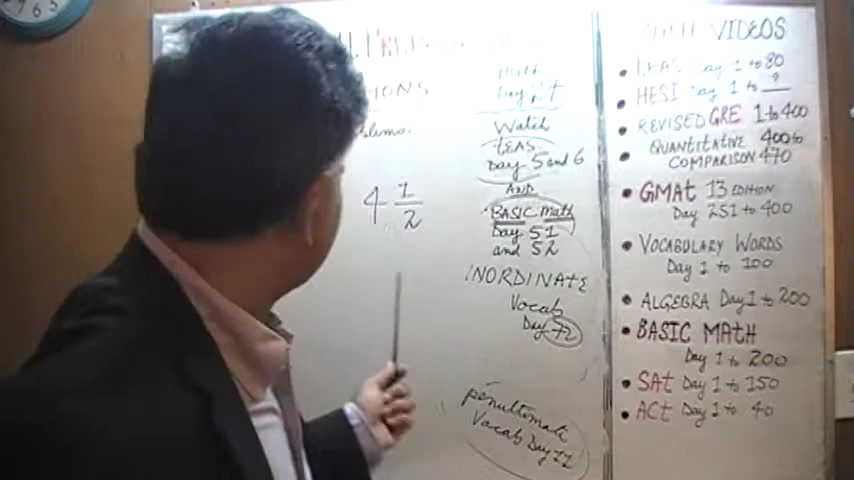 IONS
4 1/2
Math
Watch
TEAS
Day 5 and 6
AND
BASIC Math
Day 51
and 52
INORDINATE
Vocab
Day 72
penultimate
Vocab Day 22
VIDEOS
TEAS Day 1 to 80
HESI Day 1 to ?
REVISED GRE 1 to 400
QUANTITATIVE 400 to
COMPARISON 470
GMAT 13 EDITION
Day 251 to 400
VOCABULARY WORDS
Day 1 to 100
ALGEBRA Day 1 to 200
BASIC MATH
Day 1 to 200
SAT Day 1 to 150
ACT Day 1 to 40